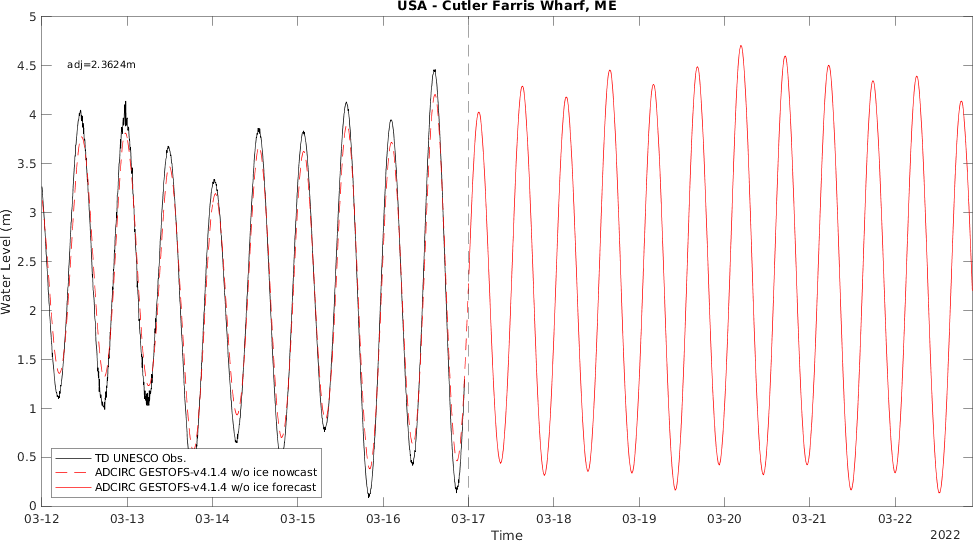 USA - Cutler Farris Wharf, ME
adj=2.3624m
Water Level (m)
5
4.5
4
3.5
3
2.5
2
1.5
1
0.5
0
TD UNESCO Obs.
ADCIRC GESTOFS-v4.1.4 w/o ice nowcast
ADCIRC GESTOFS-v4.1.4 w/o ice forecast
03-12 03-13 03-14 03-15 03-16 03-17 03-18 03-19 03-20 03-21 03-22
Time
2022